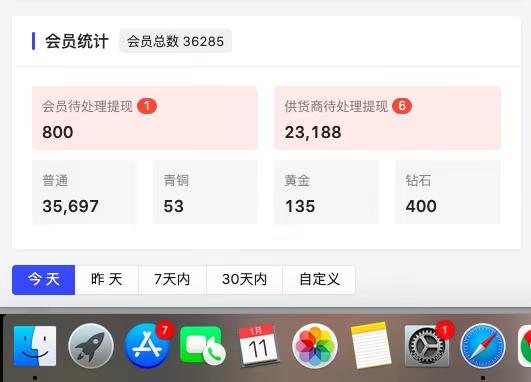 会员统计 会员总数 36285
会员待处理提现 1 供货商待处理提现 6
800 23,188
普通 青铜 黄金 钻石
35,697 53 135 400
今天 昨天 7天内 30天内 自定义
7 1月 1
11